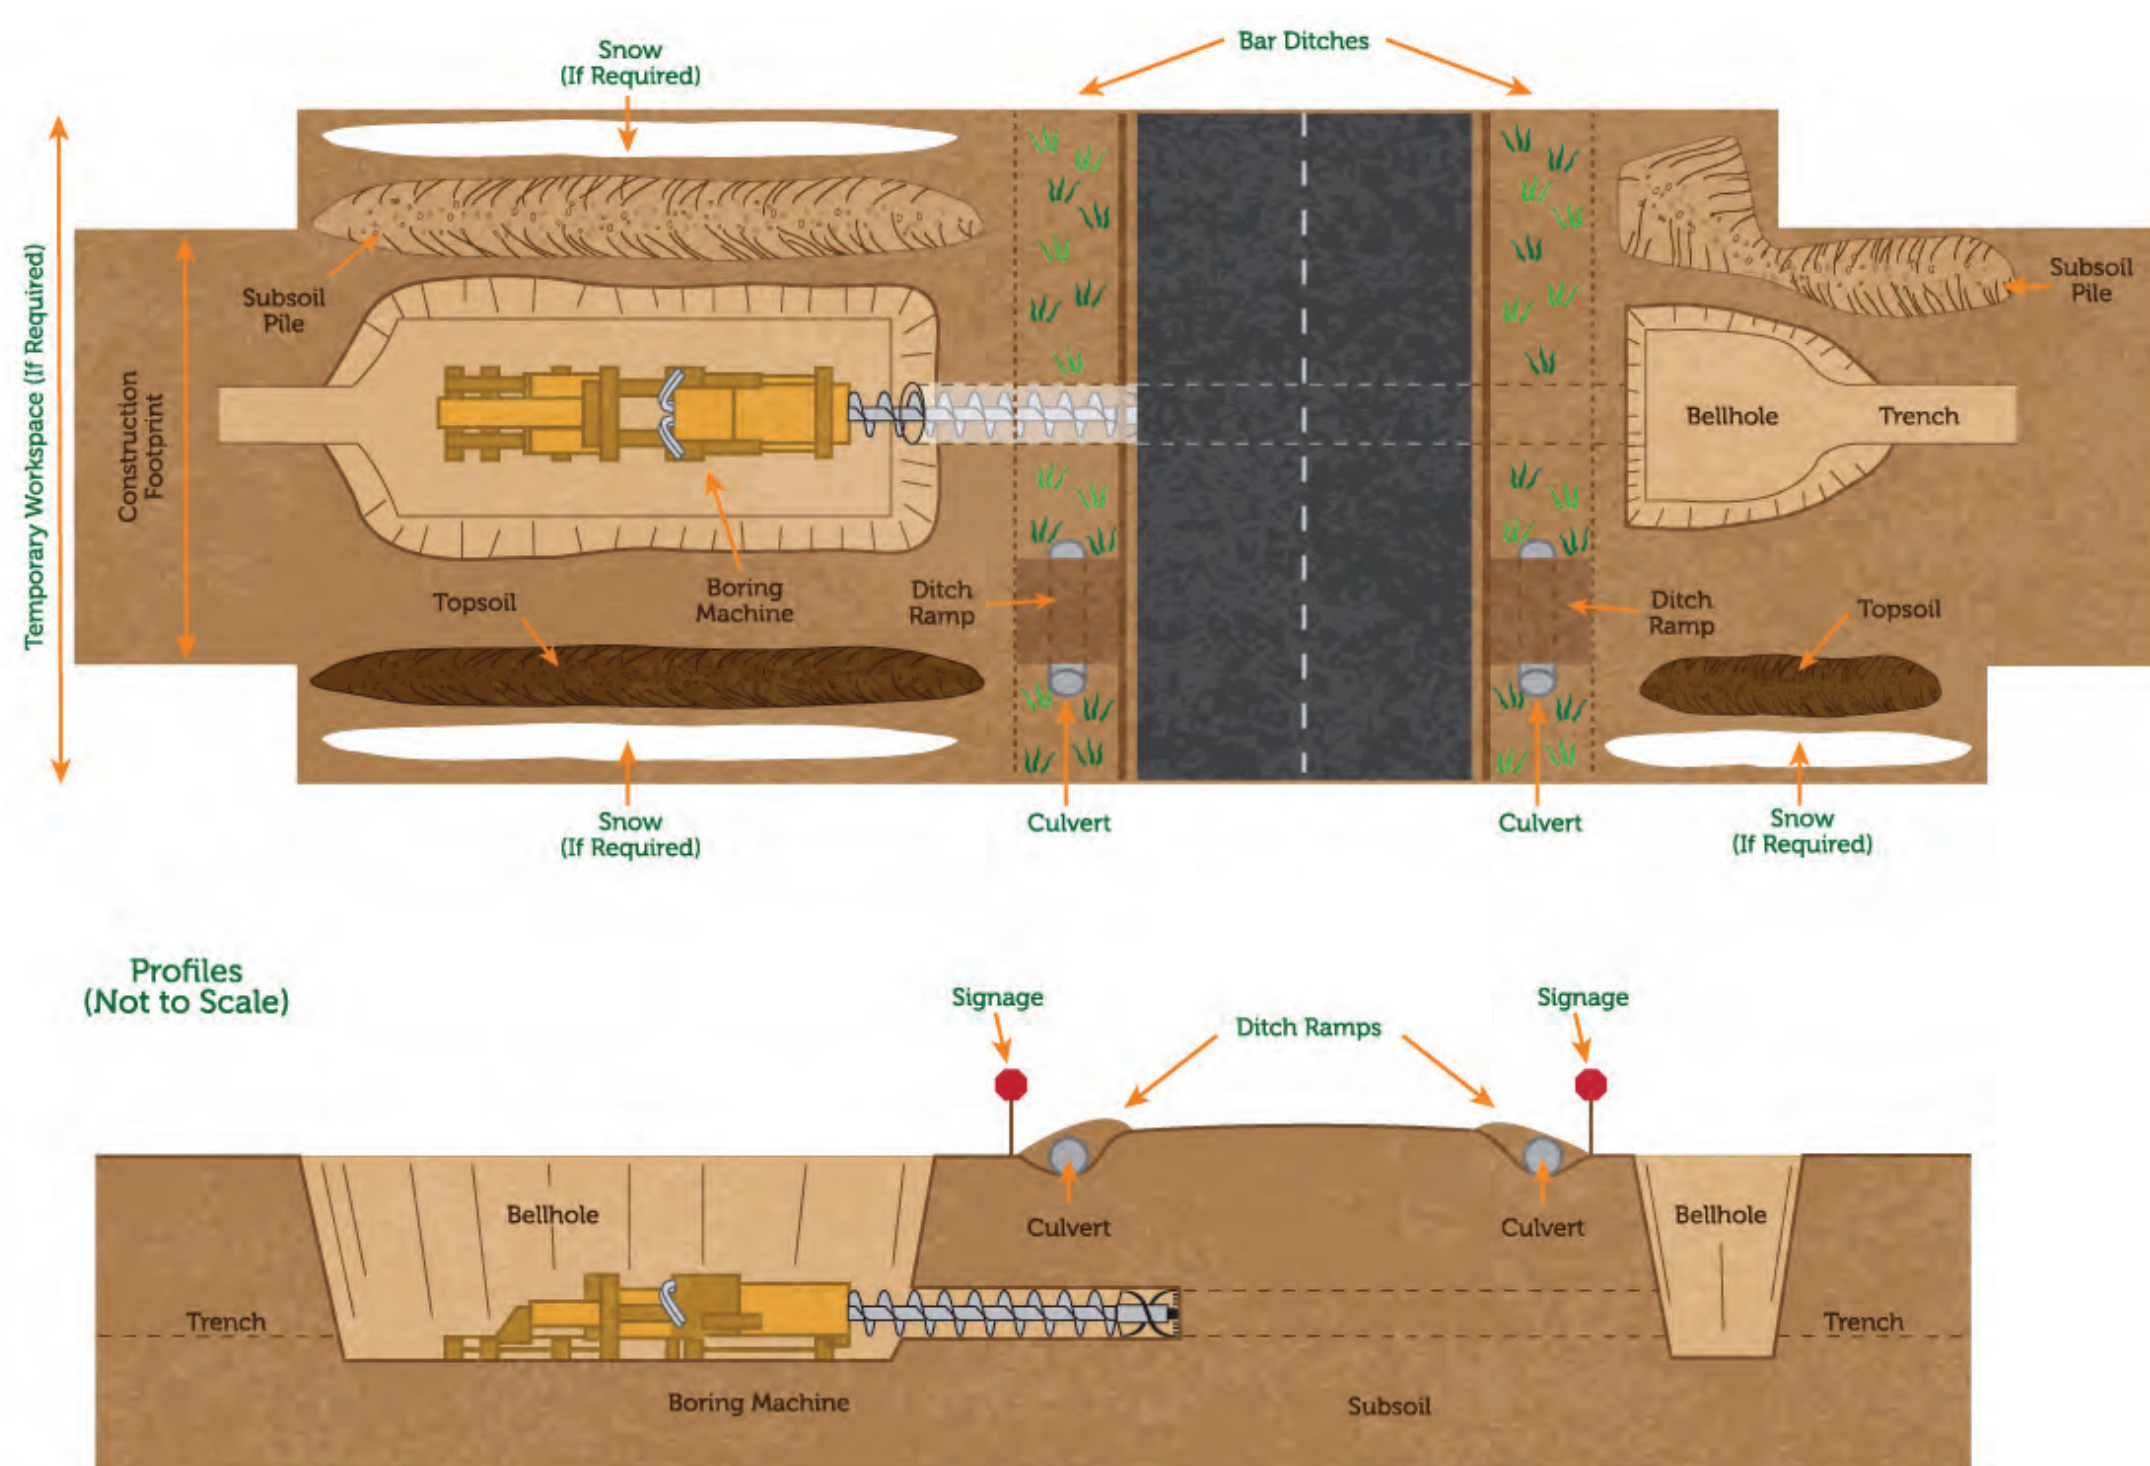 Snow
(If Required)
Bar Ditches
Temporary Workspace (If Required)
Construction
Footprint
Subsoil
Pile
Subsoil
Pile
Bellhole
Trench
Topsoil
Boring
Machine
Ditch
Ramp
Ditch
Ramp
Topsoil
Snow
(If Required)
Culvert
Culvert
Snow
(If Required)
Profiles
(Not to Scale)
Signage
Ditch Ramps
Signage
Bellhole
Culvert
Culvert
Bellhole
Trench
Trench
Boring Machine
Subsoil